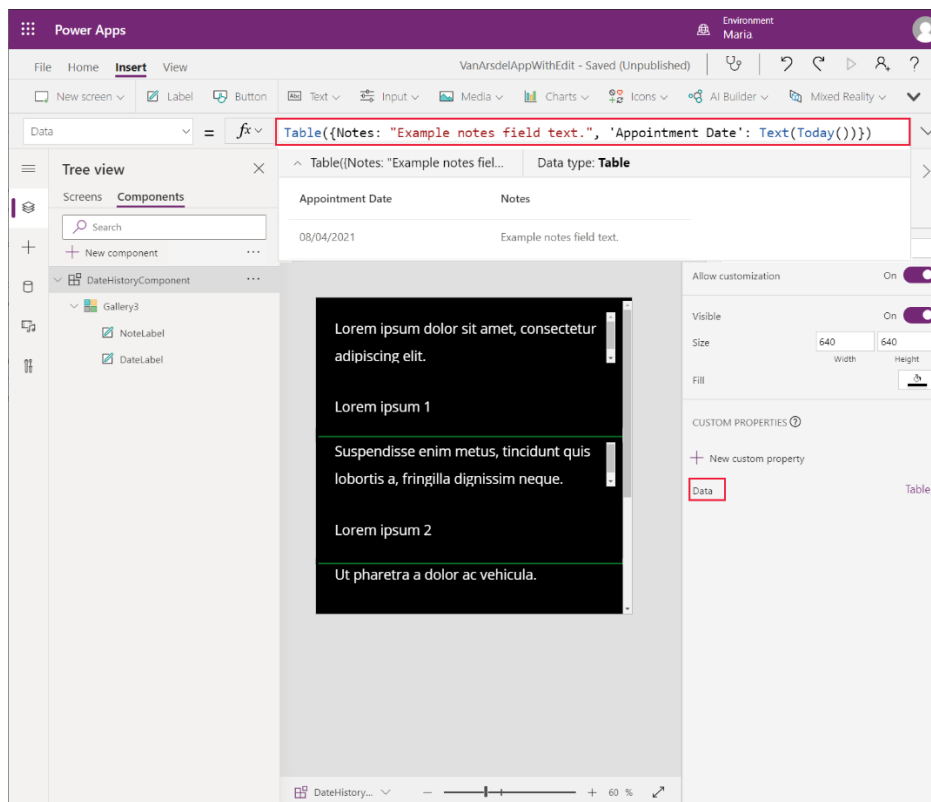 Power Apps
Environment
Maria
File Home Insert View
VanArsdelAppWithEdit - Saved (Unpublished)
New screen Label Button Abc Text Input Media Charts Icons AI Builder Mixed Reality
Data = fx Table({Notes: "Example notes field text.", 'Appointment Date': Text(Today())})
Tree view
Table({Notes: "Example notes fiel... Data type: Table
Screens Components
Appointment Date Notes
Search
08/04/2021 Example notes field text.
New component ...
DateHistoryComponent ...
Allow customization On
Gallery3
NoteLabel
DateLabel
Visible On
Size 640 640
Width Height
Fill
CUSTOM PROPERTIES
New custom property
Data Table
Lorem ipsum dolor sit amet, consectetur
adipiscing elit.
Lorem ipsum 1
Suspendisse enim metus, tincidunt quis
lobortis a, fringilla dignissim neque.
Lorem ipsum 2
Ut pharetra a dolor ac vehicula.
DateHistory... 60 %